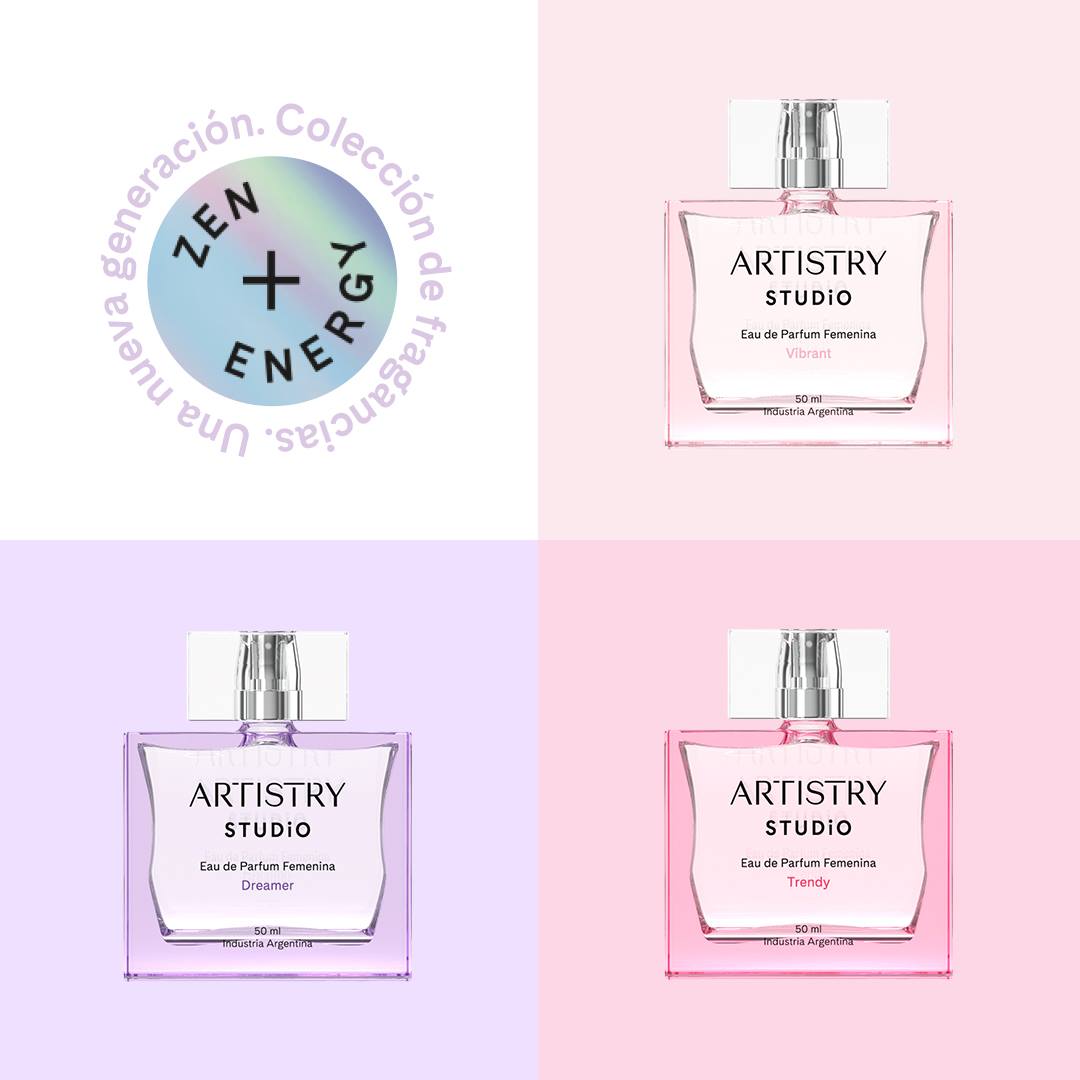 Una nueva generación. Colección de fragancias.
ZEN
+
ENERGY
ARTISTRY
STUDiO
Eau de Parfum Femenina
Vibrant
50 ml
Industria Argentina
ARTISTRY
STUDiO
Eau de Parfum Femenina
Dreamer
50 ml
Industria Argentina
ARTISTRY
STUDiO
Eau de Parfum Femenina
Trendy
50 ml
Industria Argentina